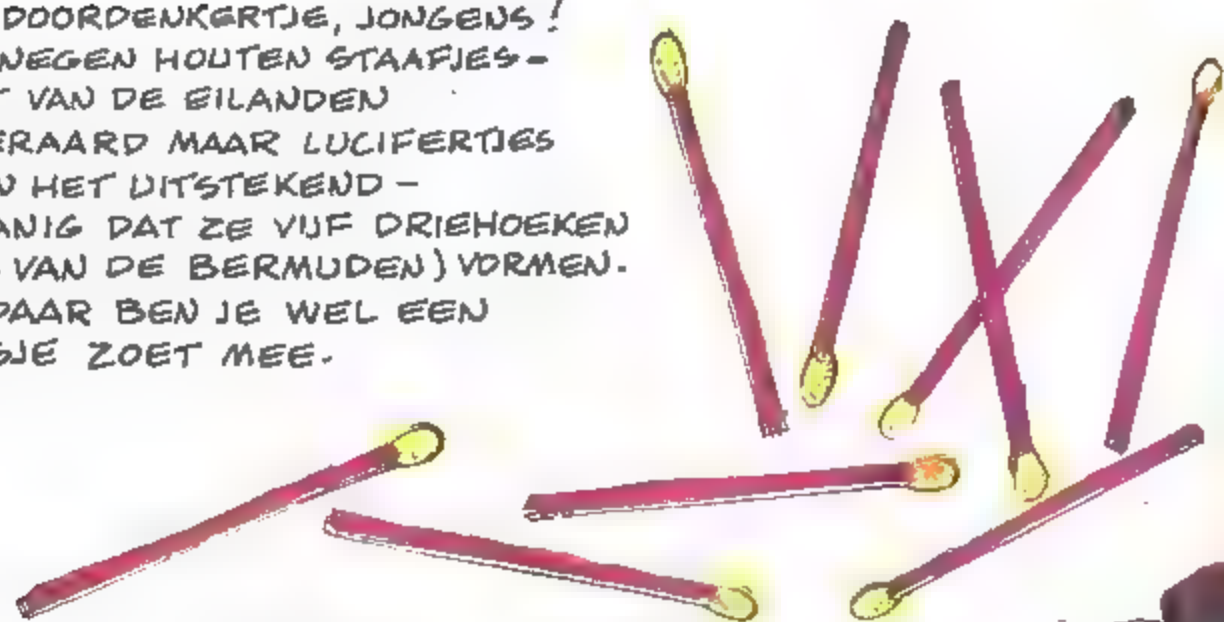 DOORDENKERTJE, JONGENS!
NEGEN HOUTEN STAAFJES-
VAN DE EILANDEN
MAAR LUCIFERTJES
HET UITSTEKEND-
DAT ZE VIJF DRIEHOEKEN
VAN DE BERMUDEN) VORMEN.
DAAR BEN JE WEL EEN
ZOET MEE.